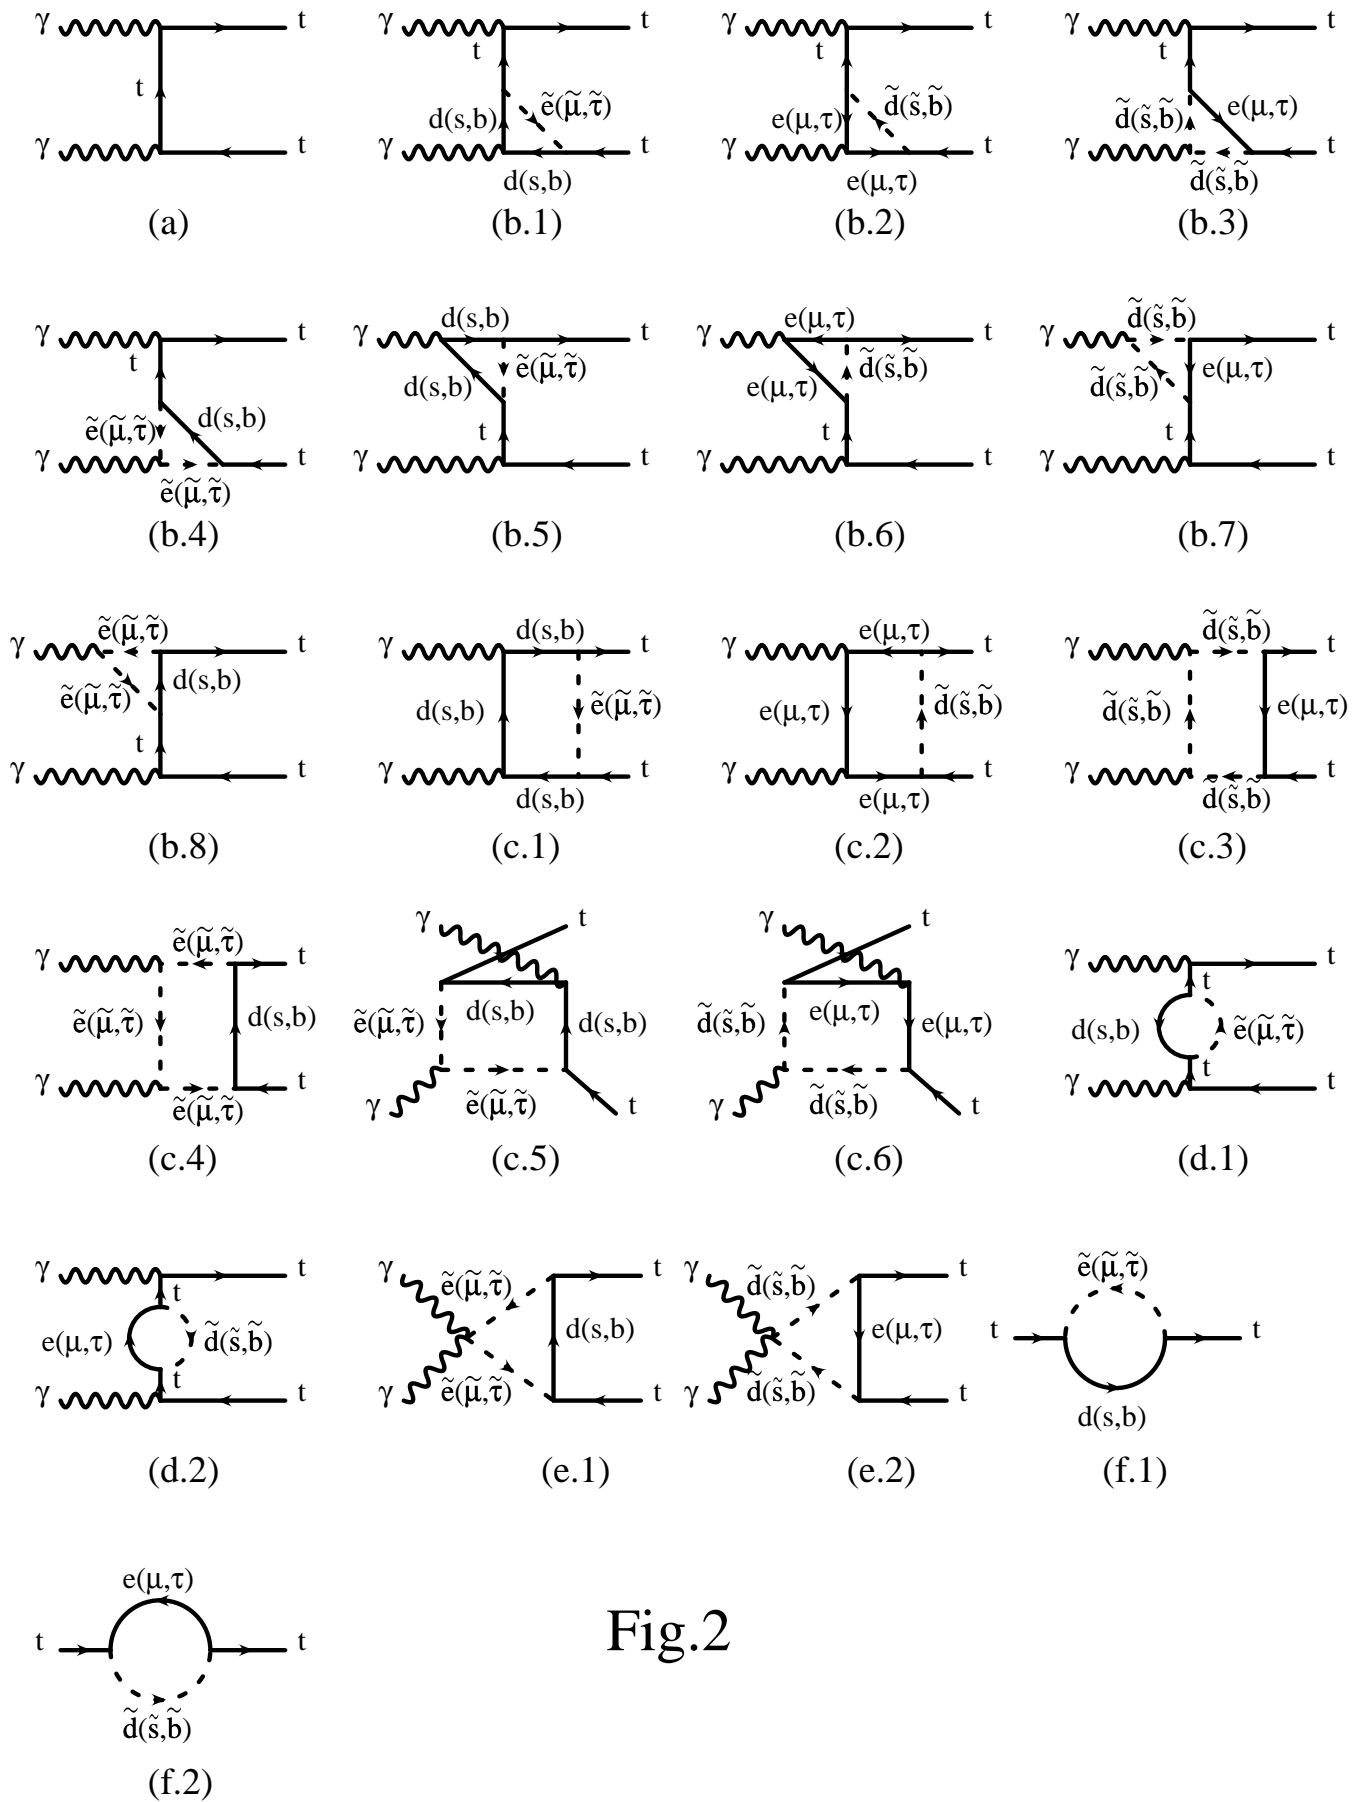 γ t γ t γ t γ t
t t t t
d(s,b) ẽ(μ̃,τ̃) e(μ,τ) d̃(s̃,b̃) d̃(s̃,b̃) e(μ,τ)
γ t γ t γ t γ t
d(s,b) e(μ,τ) d̃(s̃,b̃)
(a) (b.1) (b.2) (b.3)
γ t γ d(s,b) t γ e(μ,τ) t γ d̃(s̃,b̃) t
t d(s,b) ẽ(μ̃,τ̃) e(μ,τ) d̃(s̃,b̃) d̃(s̃,b̃) e(μ,τ)
ẽ(μ̃,τ̃) d(s,b) t t t
γ t γ t γ t γ t
ẽ(μ̃,τ̃)
(b.4) (b.5) (b.6) (b.7)
γ ẽ(μ̃,τ̃) t γ d(s,b) t γ e(μ,τ) t γ d̃(s̃,b̃) t
ẽ(μ̃,τ̃) d(s,b) d(s,b) ẽ(μ̃,τ̃) e(μ,τ) d̃(s̃,b̃) d̃(s̃,b̃) e(μ,τ)
t
γ t γ t γ t γ t
d(s,b) e(μ,τ) d̃(s̃,b̃)
(b.8) (c.1) (c.2) (c.3)
γ ẽ(μ̃,τ̃) t γ t γ t γ t
t
ẽ(μ̃,τ̃) d(s,b) ẽ(μ̃,τ̃) d(s,b) d(s,b) d̃(s̃,b̃) e(μ,τ) e(μ,τ) d(s,b) ẽ(μ̃,τ̃)
t
γ ẽ(μ̃,τ̃) t γ ẽ(μ̃,τ̃) t γ d̃(s̃,b̃) t γ t
(c.4) (c.5) (c.6) (d.1)
γ t γ ẽ(μ̃,τ̃) t γ d̃(s̃,b̃) t ẽ(μ̃,τ̃)
t
e(μ,τ) d̃(s̃,b̃) d(s,b) e(μ,τ) t t
t
γ t γ ẽ(μ̃,τ̃) t γ d̃(s̃,b̃) t d(s,b)
(d.2) (e.1) (e.2) (f.1)
e(μ,τ)
t t
d̃(s̃,b̃)
(f.2)
Fig.2